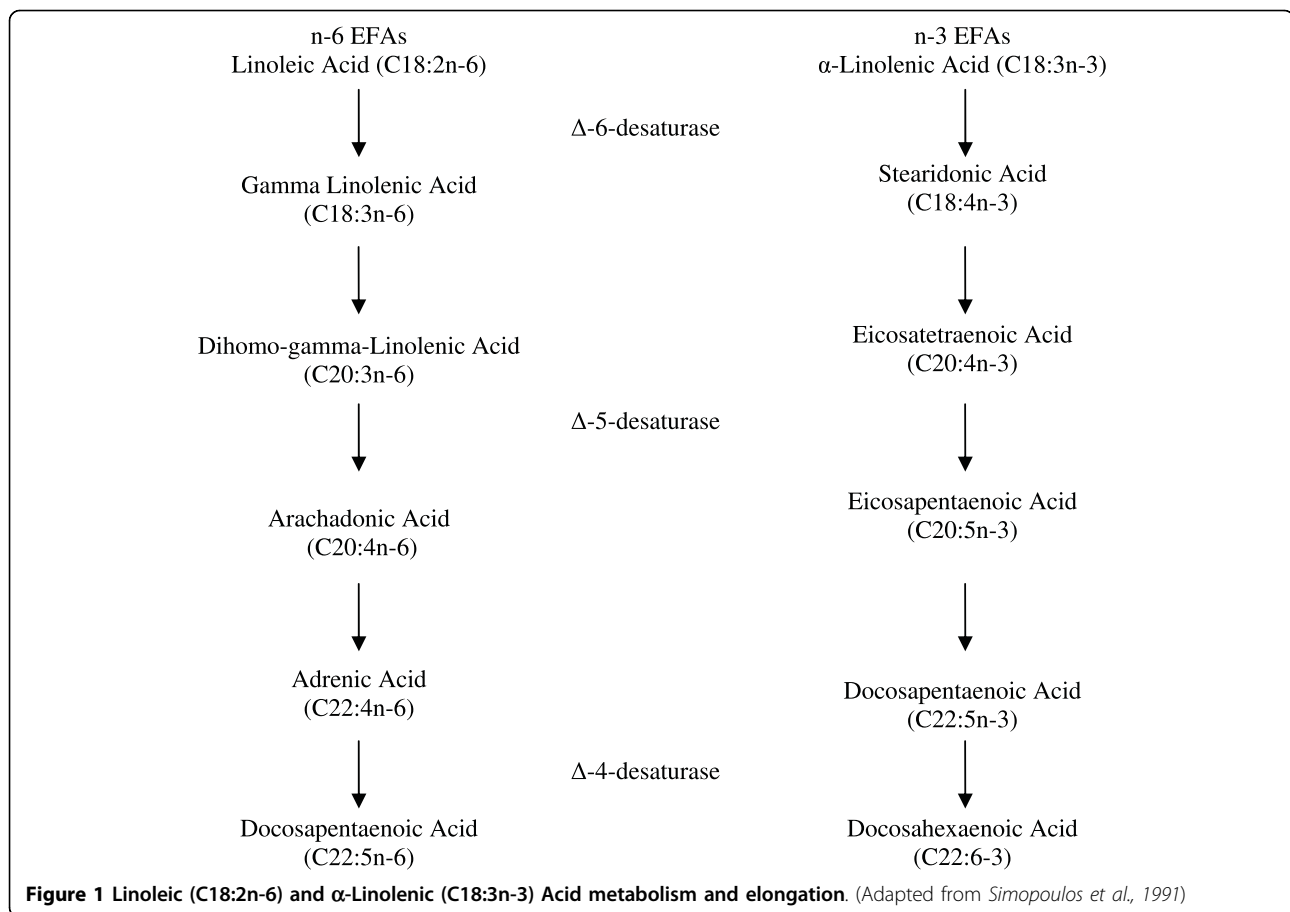 n-6 EFAs
Linoleic Acid (C18:2n-6)
n-3 EFAs
α-Linolenic Acid (C18:3n-3)
Δ-6-desaturase
Gamma Linolenic Acid
(C18:3n-6)
Stearidonic Acid
(C18:4n-3)
Dihomo-gamma-Linolenic Acid
(C20:3n-6)
Eicosatetraenoic Acid
(C20:4n-3)
Δ-5-desaturase
Arachadonic Acid
(C20:4n-6)
Eicosapentaenoic Acid
(C20:5n-3)
Adrenic Acid
(C22:4n-6)
Docosapentaenoic Acid
(C22:5n-3)
Δ-4-desaturase
Docosapentaenoic Acid
(C22:5n-6)
Docosahexaenoic Acid
(C22:6-3)
Figure 1 Linoleic (C18:2n-6) and α-Linolenic (C18:3n-3) Acid metabolism and elongation. (Adapted from Simopoulos et al., 1991)